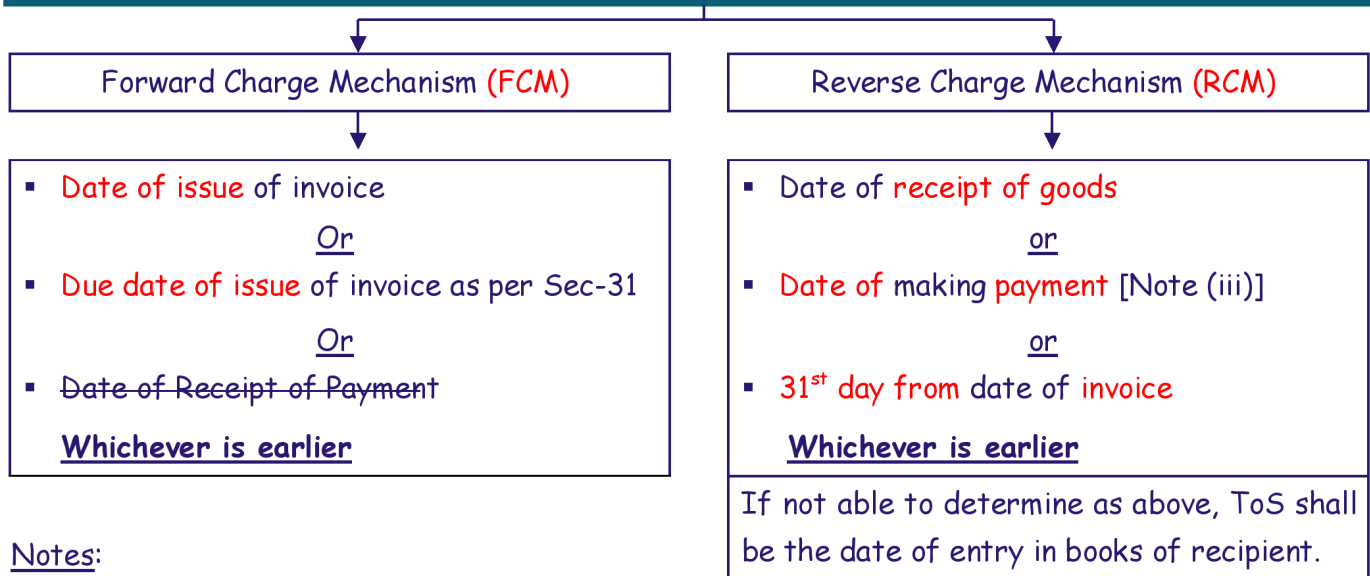 Forward Charge Mechanism (FCM)
▪ Date of issue of invoice
Or
▪ Due date of issue of invoice as per Sec-31
Or
▪ Date of Receipt of Payment
Whichever is earlier
Notes:
Reverse Charge Mechanism (RCM)
▪ Date of receipt of goods
or
▪ Date of making payment [Note (iii)]
or
▪ 31st day from date of invoice
Whichever is earlier
If not able to determine as above, ToS shall
be the date of entry in books of recipient.